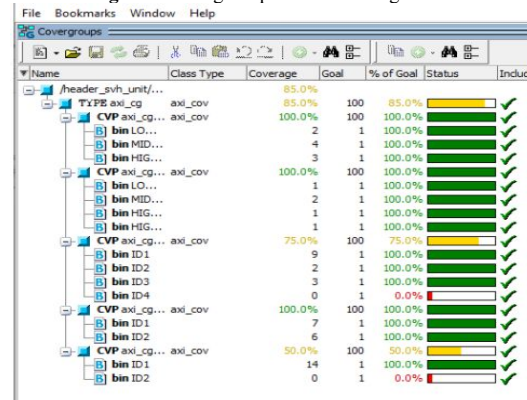 File Bookmarks Window Help
Covergroups
Name Class Type Coverage Goal % of Goal Status Includ
/header_svh_unit/... 85.0%
TYPE axi_cg axi_cov 85.0% 100 85.0%
CVP axi_cg... axi_cov 100.0% 100 100.0%
B bin LO... 2 1 100.0%
B bin MID... 4 1 100.0%
B bin HIG... 3 1 100.0%
CVP axi_cg... axi_cov 100.0% 100 100.0%
B bin LO... 1 1 100.0%
B bin MID... 2 1 100.0%
B bin HIG... 1 1 100.0%
B bin HIG... 1 1 100.0%
CVP axi_cg... axi_cov 75.0% 100 75.0%
B bin ID1 9 1 100.0%
B bin ID2 2 1 100.0%
B bin ID3 3 1 100.0%
B bin ID4 0 1 0.0%
CVP axi_cg... axi_cov 100.0% 100 100.0%
B bin ID1 7 1 100.0%
B bin ID2 6 1 100.0%
CVP axi_cg... axi_cov 50.0% 100 50.0%
B bin ID1 14 1 100.0%
B bin ID2 0 1 0.0%